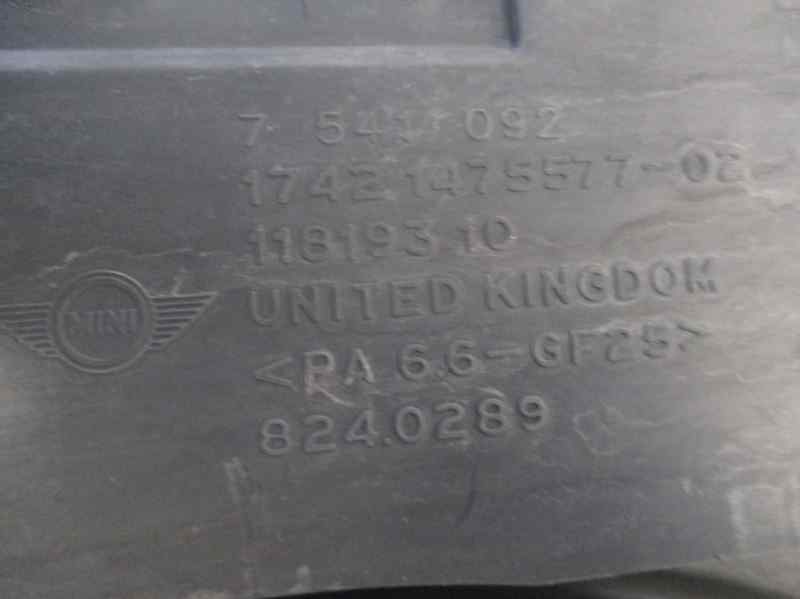 7 541 092
1742 1475577-02
118193 10
MINI
UNITED KINGDOM
<PA 6.6-GF25>
824.0289